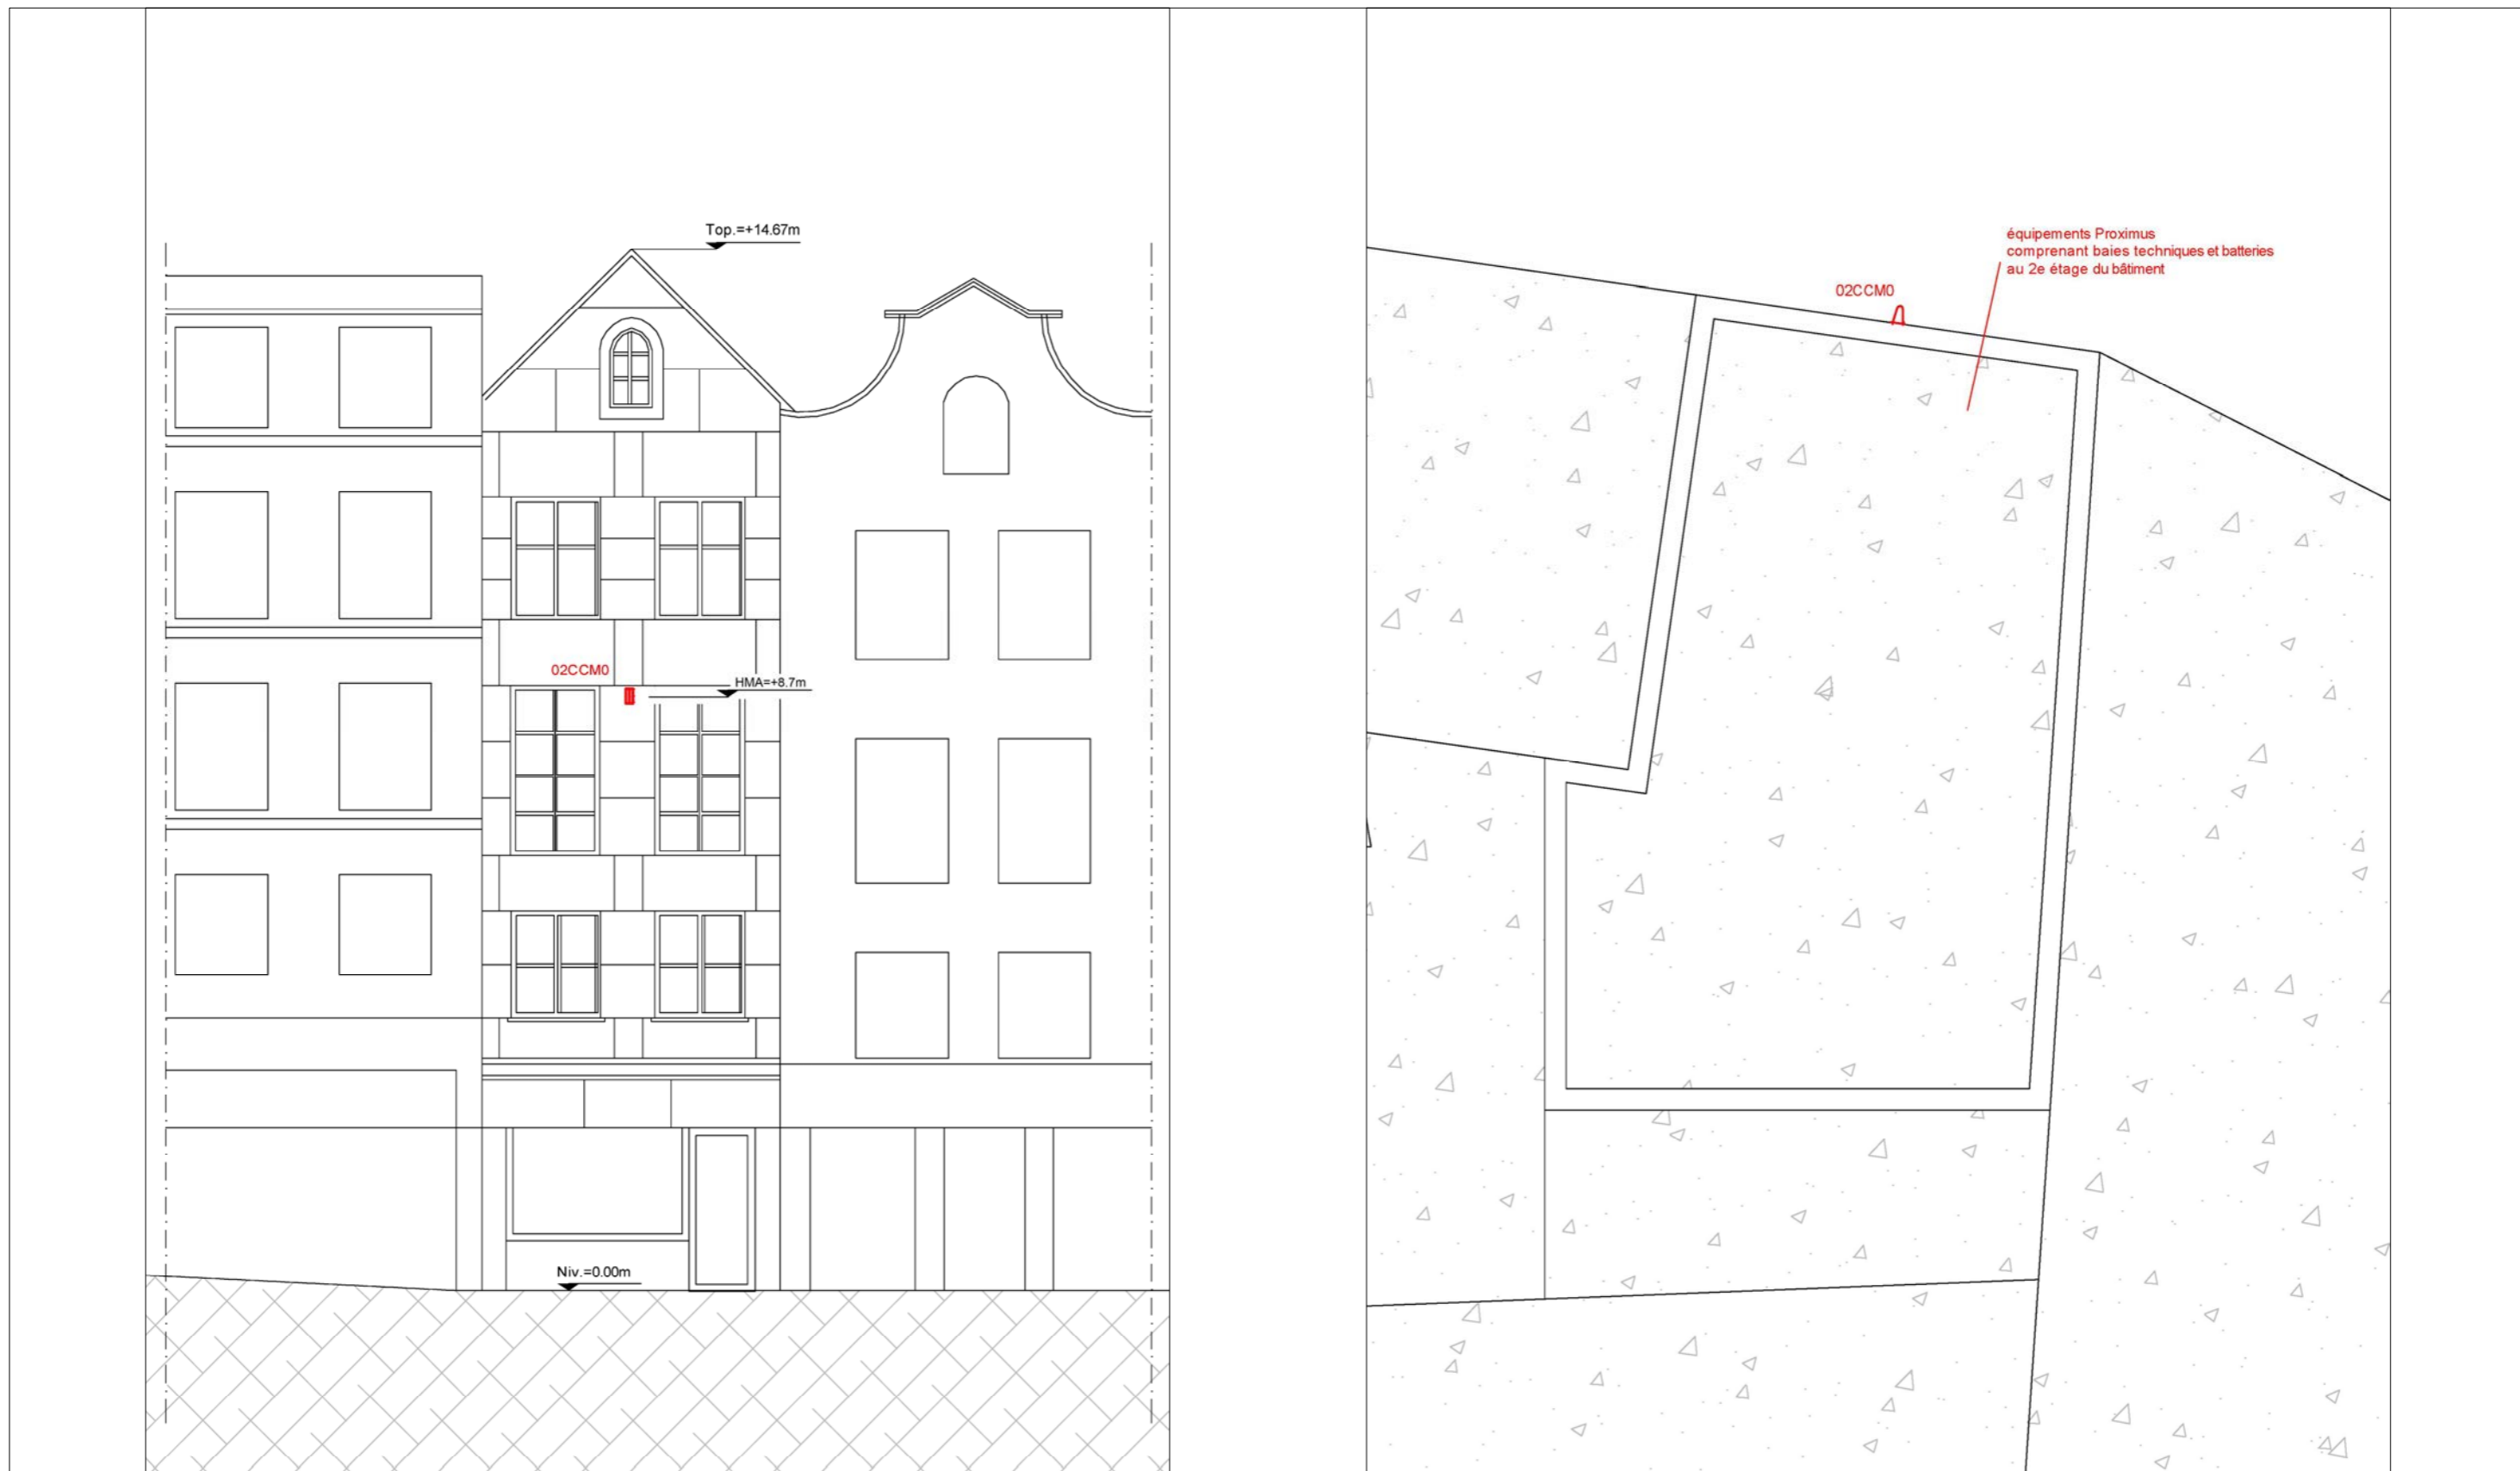 Top.=+14.67m
02CCM0
HMA=+8.7m
Niv.=0.00m
équipements Proximus
comprenant baies techniques et batteries
au 2e étage du bâtiment
02CCM0